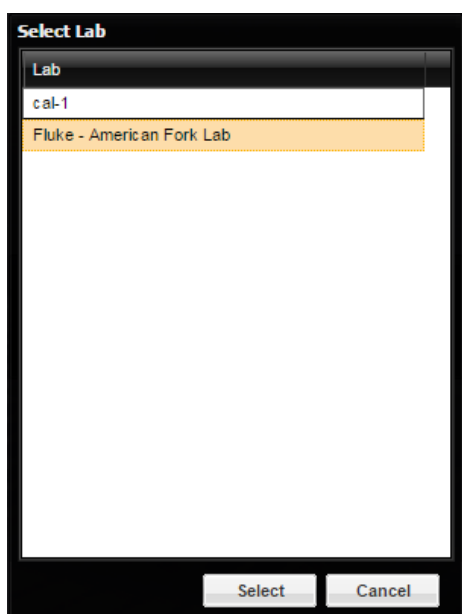 Select Lab
Lab
cal-1
Fluke - American Fork Lab
Select Cancel